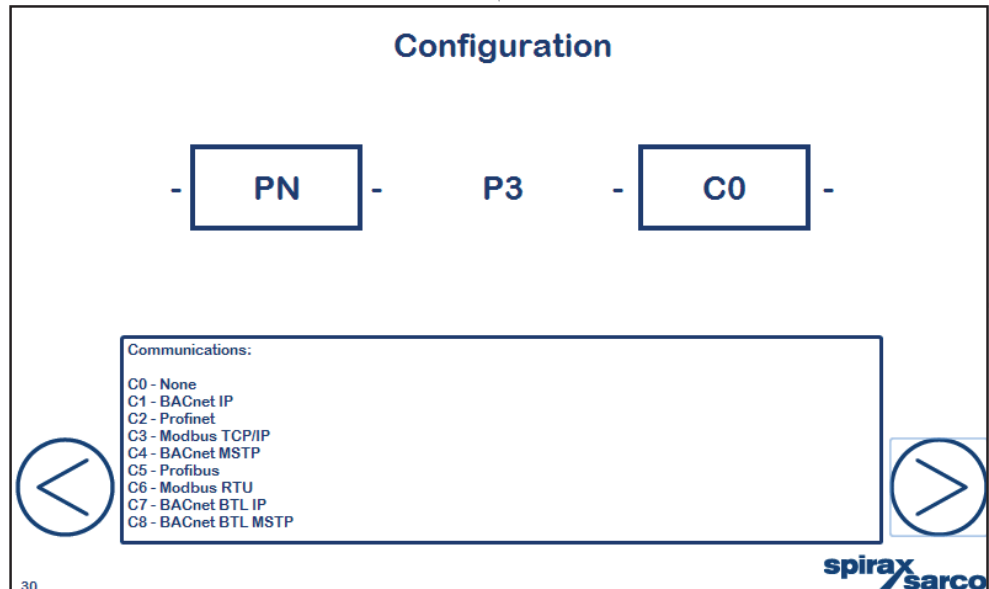 Configuration
- PN - P3 - C0 -
Communications:
C0 - None
C1 - BACnet IP
C2 - Profinet
C3 - Modbus TCP/IP
C4 - BACnet MSTP
C5 - Profibus
C6 - Modbus RTU
C7 - BACnet BTL IP
C8 - BACnet BTL MSTP
30
spirax
sarco